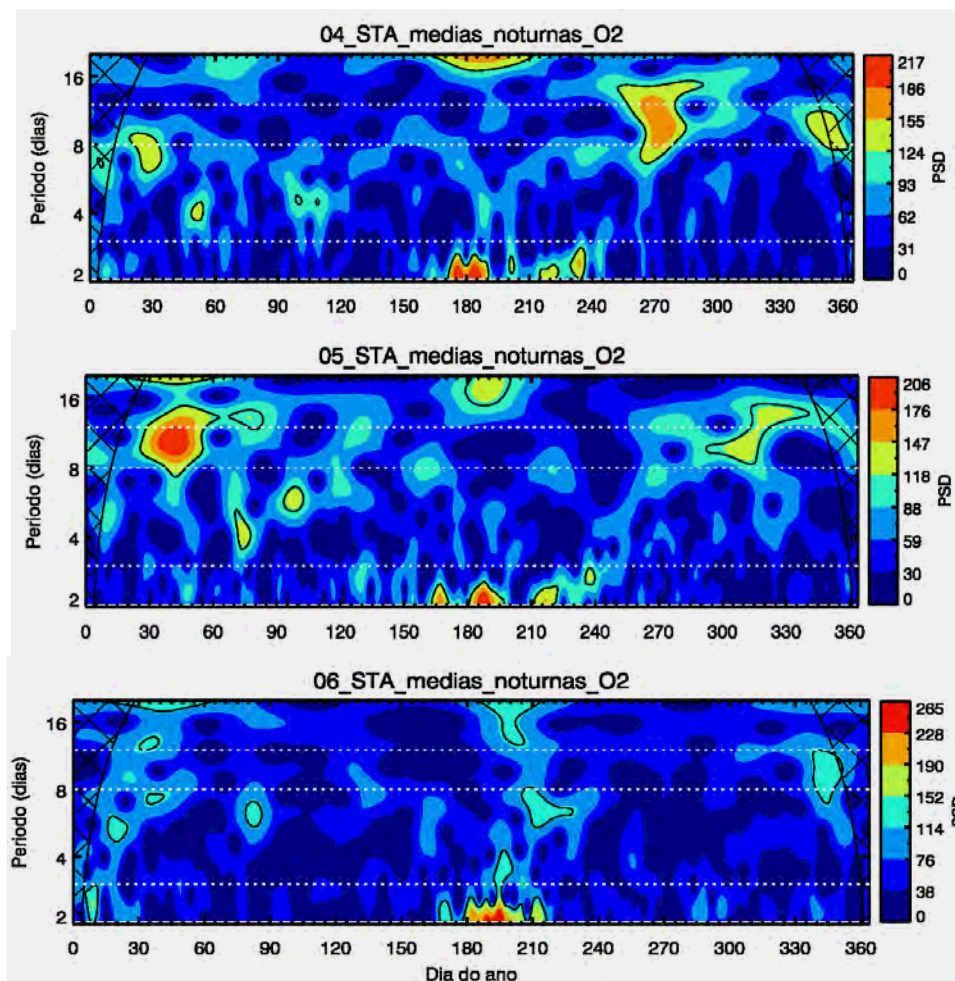 04_STA_medias_noturnas_O2
Periodo (dias)
16
8
4
2
0 30 60 90 120 150 180 210 240 270 300 330 360
217
186
155
124
93
62
31
0
PSD
05_STA_medias_noturnas_O2
Periodo (dias)
16
8
4
2
0 30 60 90 120 150 180 210 240 270 300 330 360
206
176
147
118
88
59
30
0
PSD
06_STA_medias_noturnas_O2
Periodo (dias)
16
8
4
2
0 30 60 90 120 150 180 210 240 270 300 330 360
Dia do ano
265
228
190
152
114
76
38
0
PSD